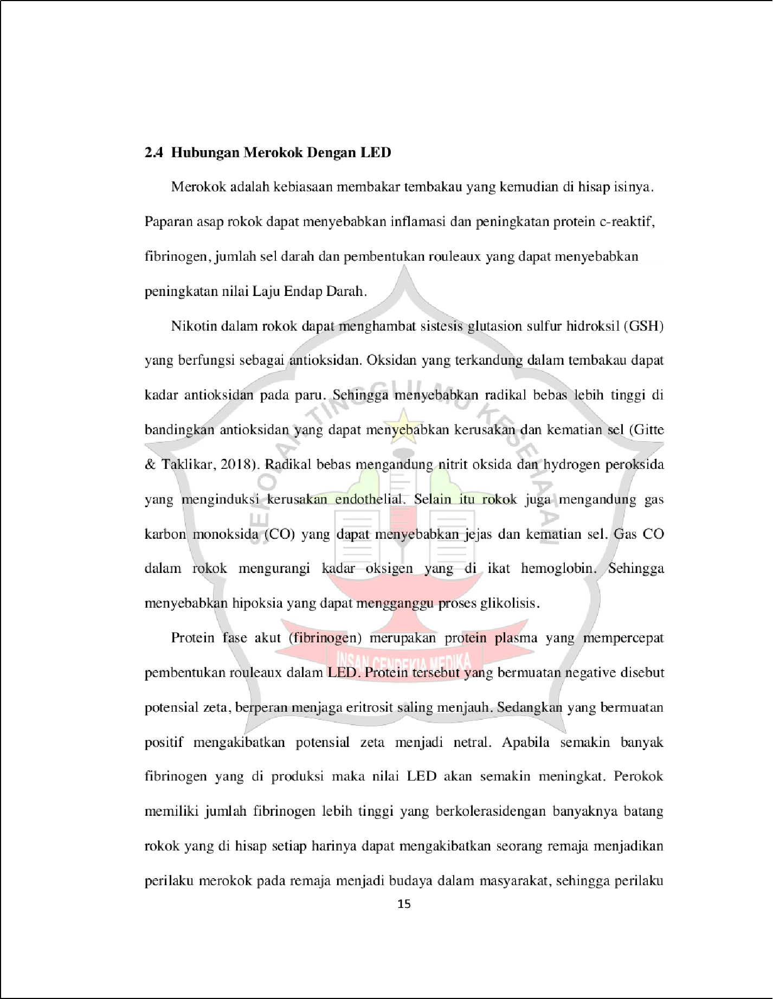 2.4 Hubungan Merokok Dengan LED
Merokok adalah kebiasaan membakar tembakau yang kemudian di hisap isinya.
Paparan asap rokok dapat menyebabkan inflamasi dan peningkatan protein c-reaktif,
fibrinogen, jumlah sel darah dan pembentukan rouleaux yang dapat menyebabkan
peningkatan nilai Laju Endap Darah.
Nikotin dalam rokok dapat menghambat sistesis glutasion sulfur hidroksil (GSH)
yang berfungsi sebagai antioksidan. Oksidan yang terkandung dalam tembakau dapat
kadar antioksidan pada paru. Sehingga menyebabkan radikal bebas lebih tinggi di
bandingkan antioksidan yang dapat menyebabkan kerusakan dan kematian sel (Gitte
& Taklikar, 2018). Radikal bebas mengandung nitrit oksida dan hydrogen peroksida
yang menginduksi kerusakan endothelial. Selain itu rokok juga mengandung gas
karbon monoksida (CO) yang dapat menyebabkan jejas dan kematian sel. Gas CO
dalam rokok mengurangi kadar oksigen yang di ikat hemoglobin. Sehingga
menyebabkan hipoksia yang dapat mengganggu proses glikolisis.
Protein fase akut (fibrinogen) merupakan protein plasma yang mempercepat
pembentukan rouleaux dalam LED. Protein tersebut yang bermuatan negative disebut
potensial zeta, berperan menjaga eritrosit saling menjauh. Sedangkan yang bermuatan
positif mengakibatkan potensial zeta menjadi netral. Apabila semakin banyak
fibrinogen yang di produksi maka nilai LED akan semakin meningkat. Perokok
memiliki jumlah fibrinogen lebih tinggi yang berkolerasidengan banyaknya batang
rokok yang di hisap setiap harinya dapat mengakibatkan seorang remaja menjadikan
perilaku merokok pada remaja menjadi budaya dalam masyarakat, sehingga perilaku
15
SEKOLAH TINGGI ILMU KESEHATAN
INSAN CENDEKIA MEDIKA